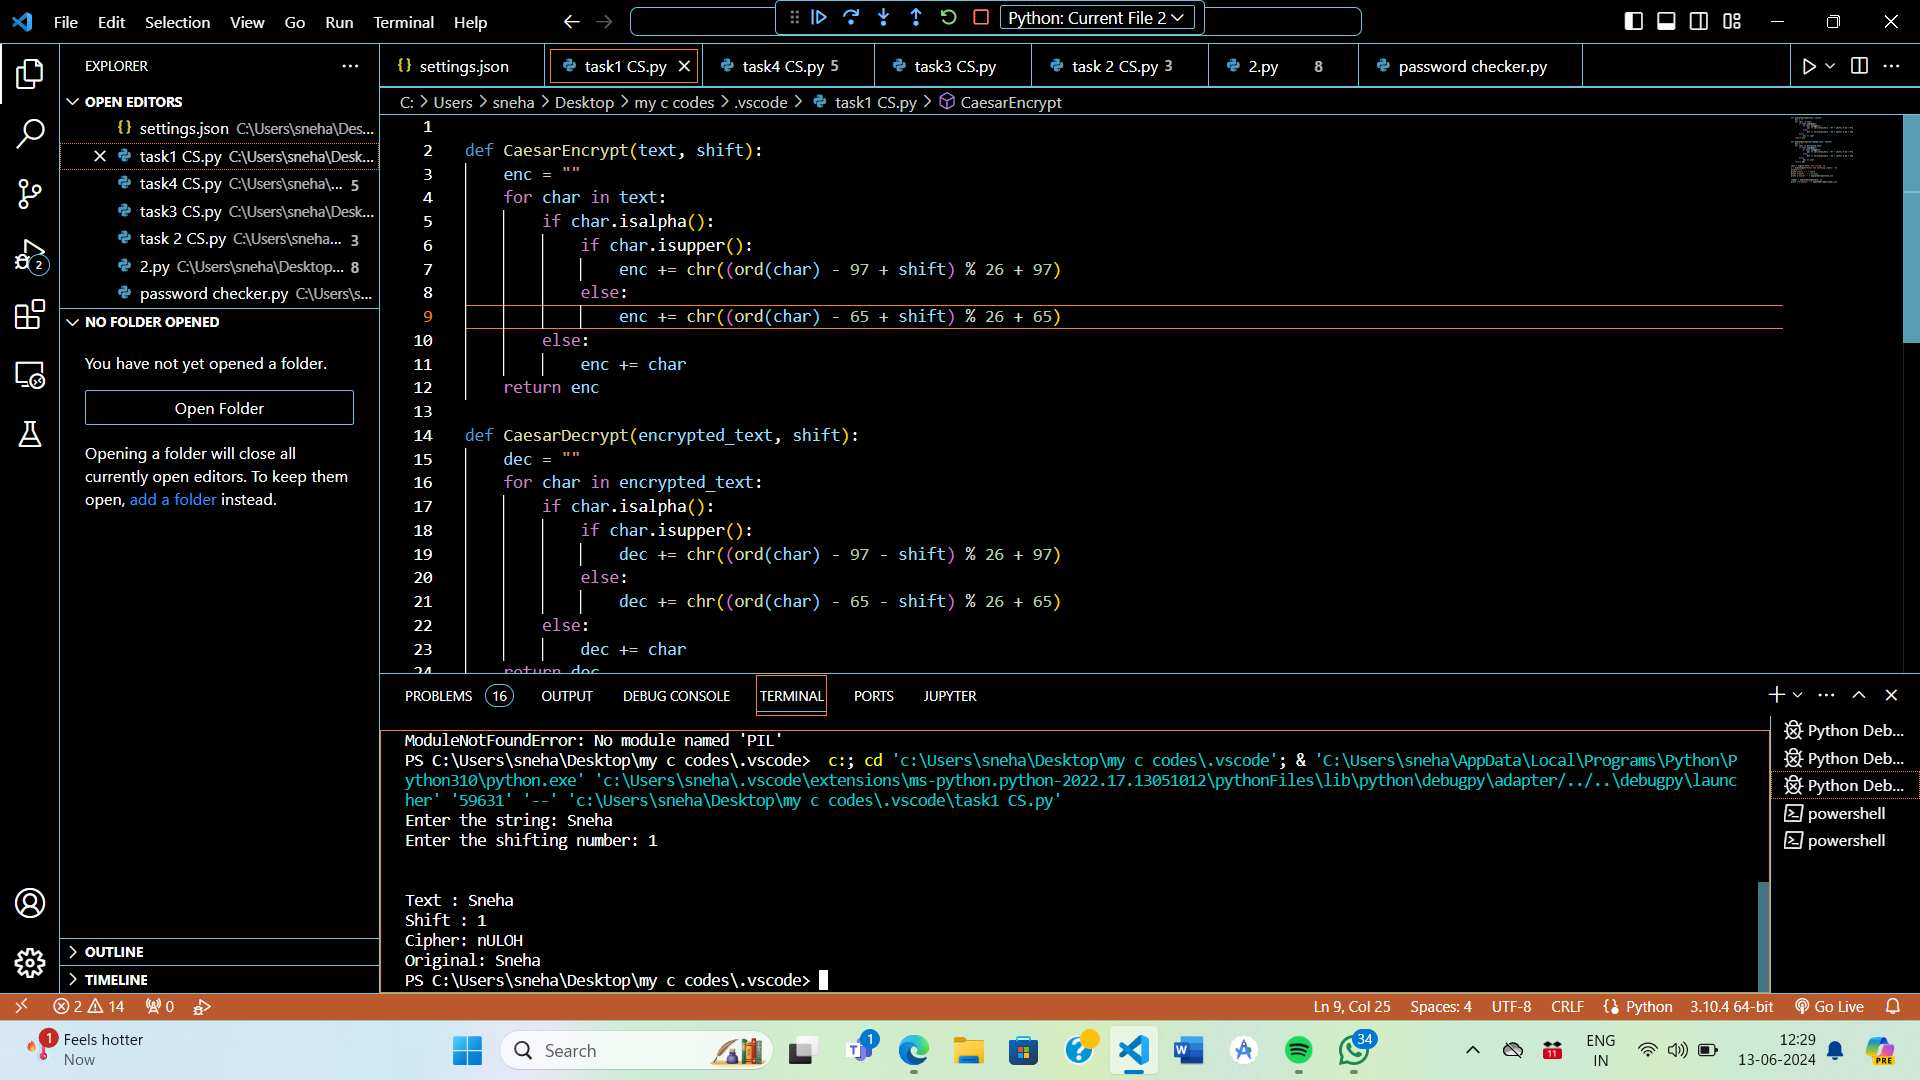 File Edit Selection View Go Run Terminal Help
Python: Current File 2
EXPLORER
OPEN EDITORS
settings.json C:\Users\sneha\Des...
task1 CS.py C:\Users\sneha\Desk...
task4 CS.py C:\Users\sneha\... 5
task3 CS.py C:\Users\sneha\Desk...
task 2 CS.py C:\Users\sneha... 3
2.py C:\Users\sneha\Desktop... 8
password checker.py C:\Users\s...
NO FOLDER OPENED
You have not yet opened a folder.
Open Folder
Opening a folder will close all
currently open editors. To keep them
open, add a folder instead.
OUTLINE
TIMELINE
2
settings.json task1 CS.py task4 CS.py 5 task3 CS.py task 2 CS.py 3 2.py 8 password checker.py
C: > Users > sneha > Desktop > my c codes > .vscode > task1 CS.py > CaesarEncrypt
1
2 def CaesarEncrypt(text, shift):
3 enc = ""
4 for char in text:
5 if char.isalpha():
6 if char.isupper():
7 enc += chr((ord(char) - 97 + shift) % 26 + 97)
8 else:
9 enc += chr((ord(char) - 65 + shift) % 26 + 65)
10 else:
11 enc += char
12 return enc
13
14 def CaesarDecrypt(encrypted_text, shift):
15 dec = ""
16 for char in encrypted_text:
17 if char.isalpha():
18 if char.isupper():
19 dec += chr((ord(char) - 97 - shift) % 26 + 97)
20 else:
21 dec += chr((ord(char) - 65 - shift) % 26 + 65)
22 else:
23 dec += char
24 return dec
PROBLEMS 16 OUTPUT DEBUG CONSOLE TERMINAL PORTS JUPYTER
ModuleNotFoundError: No module named 'PIL'
PS C:\Users\sneha\Desktop\my c codes\.vscode>  c:; cd 'c:\Users\sneha\Desktop\my c codes\.vscode'; & 'C:\Users\sneha\AppData\Local\Programs\Python\P
ython310\python.exe' 'c:\Users\sneha\.vscode\extensions\ms-python.python-2022.17.13051012\pythonFiles\lib\python\debugpy\adapter/../..\debugpy\launc
her' '59631' '--' 'c:\Users\sneha\Desktop\my c codes\.vscode\task1 CS.py'
Enter the string: Sneha
Enter the shifting number: 1
Text : Sneha
Shift : 1
Cipher: nULOH
Original: Sneha
PS C:\Users\sneha\Desktop\my c codes\.vscode>
Python Deb...
Python Deb...
Python Deb...
powershell
powershell
2 14 0 Ln 9, Col 25 Spaces: 4 UTF-8 CRLF Python 3.10.4 64-bit Go Live
1 Feels hotter
Now
Search
1
34
11
ENG
IN
12:29
13-06-2024
PRE